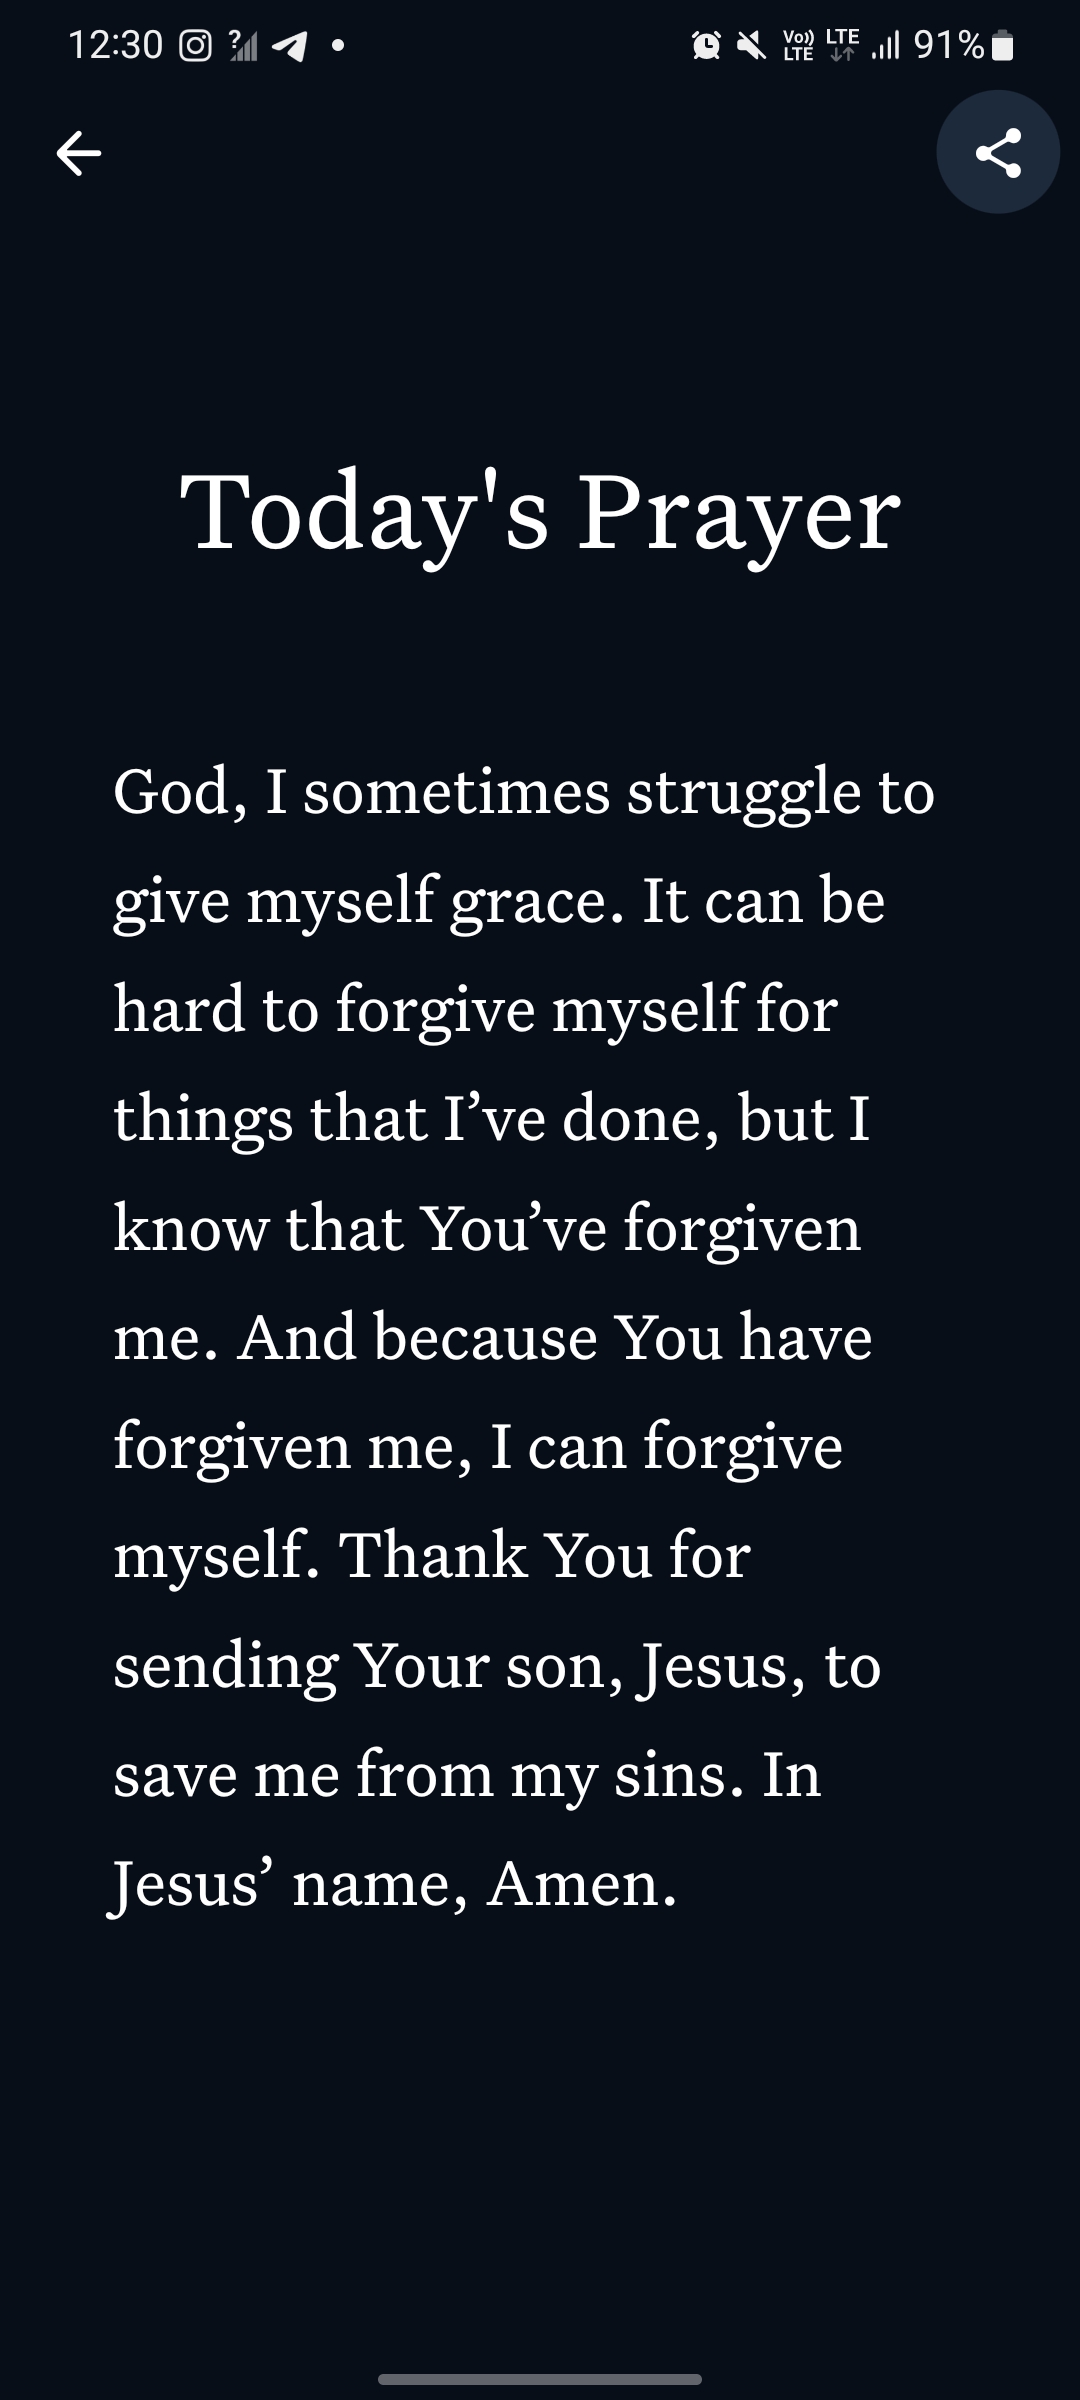 12:30 ? Vo)) LTE LTE 91%
Today's Prayer
God, I sometimes struggle to
give myself grace. It can be
hard to forgive myself for
things that I’ve done, but I
know that You’ve forgiven
me. And because You have
forgiven me, I can forgive
myself. Thank You for
sending Your son, Jesus, to
save me from my sins. In
Jesus’ name, Amen.